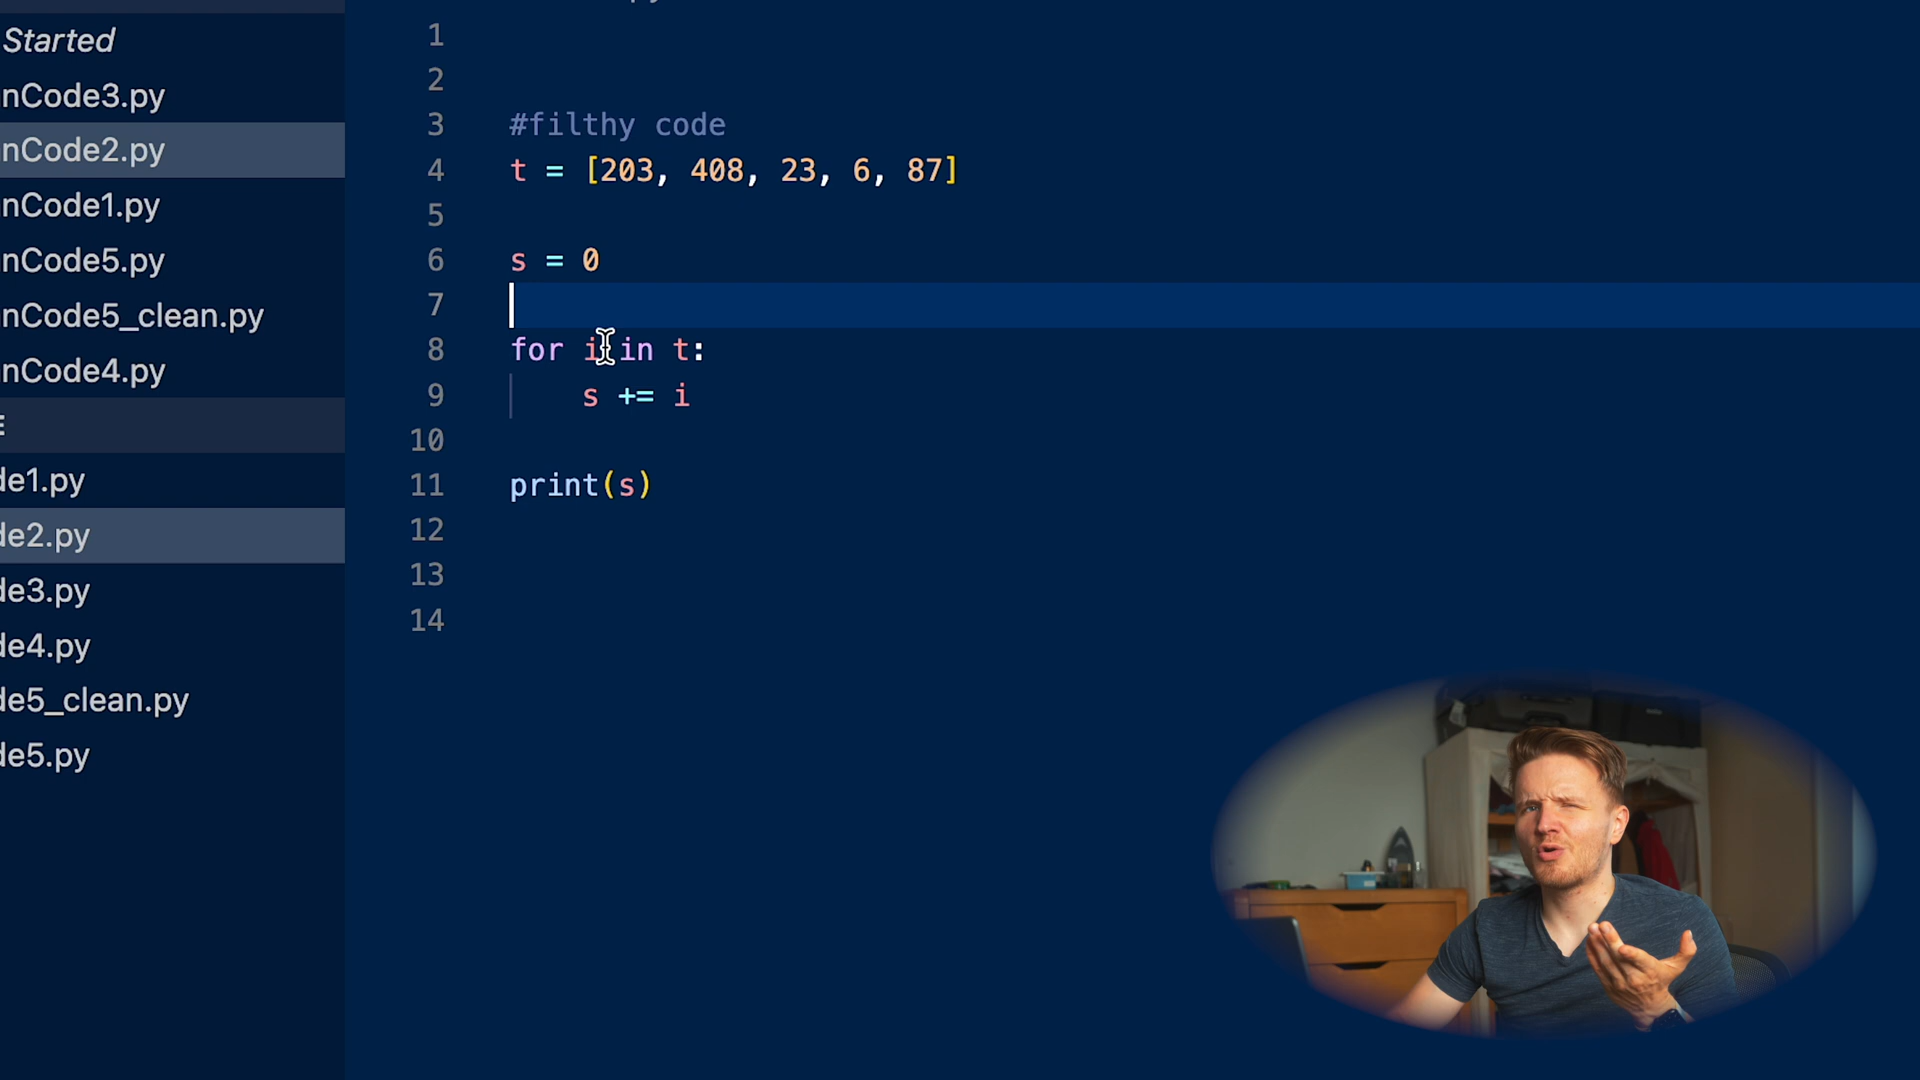 Started
nCode3.py
nCode2.py
nCode1.py
nCode5.py
nCode5_clean.py
nCode4.py
de1.py
de2.py
de3.py
de4.py
de5_clean.py
de5.py
1
2
3 #filthy code
4 t = [203, 408, 23, 6, 87]
5
6 s = 0
7
8 for i in t:
9 s += i
10
11 print(s)
12
13
14